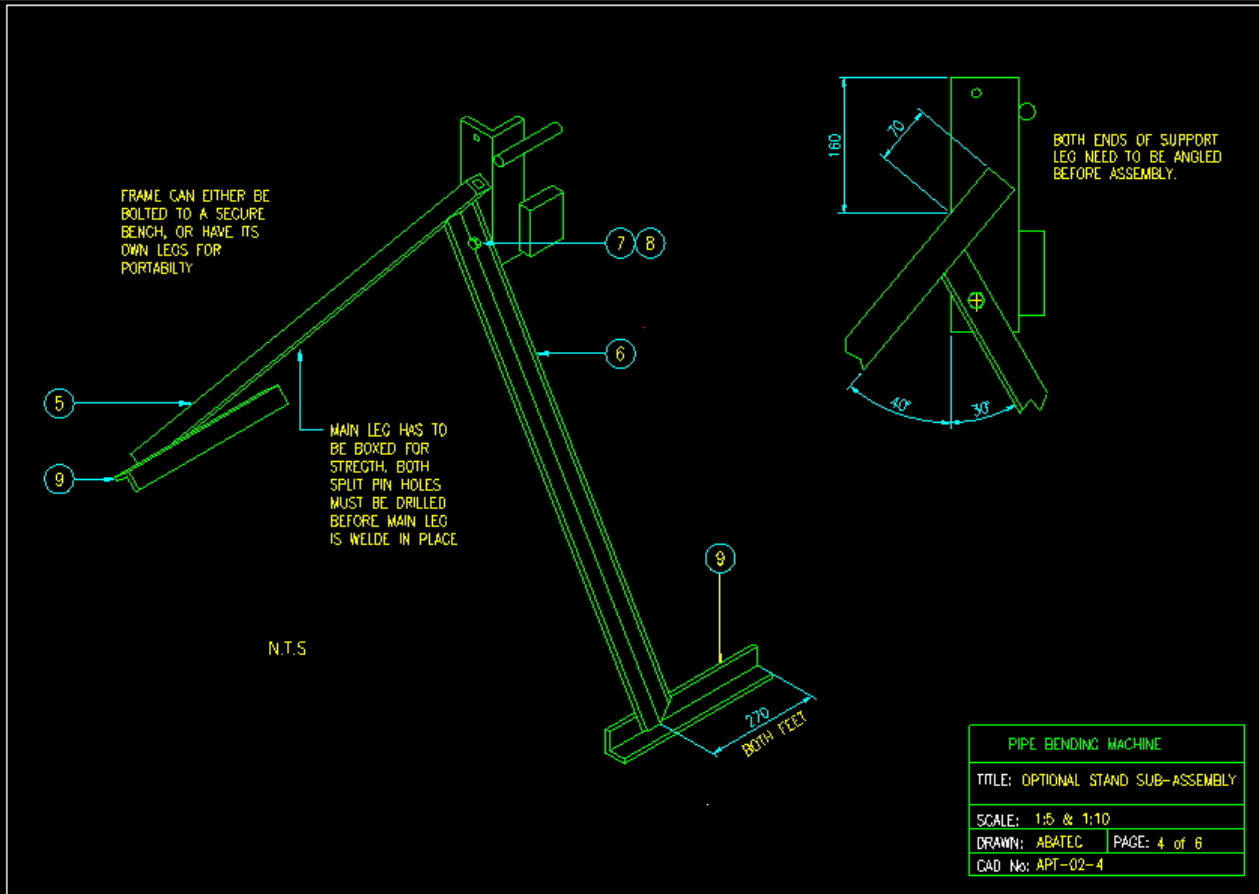 FRAME CAN EITHER BE
BOLTED TO A SECURE
BENCH, OR HAVE ITS
OWN LEGS FOR
PORTABILTY
7 8
6
5
9
MAIN LEG HAS TO
BE BOXED FOR
STREGTH, BOTH
SPLIT PIN HOLES
MUST BE DRILLED
BEFORE MAIN LEG
IS WELDE IN PLACE
9
N.T.S
270
BOTH FEET
160
70
BOTH ENDS OF SUPPORT
LEG NEED TO BE ANGLED
BEFORE ASSEMBLY.
40°
30°
PIPE BENDING MACHINE
TITLE: OPTIONAL STAND SUB-ASSEMBLY
SCALE: 1:5 & 1:10
DRAWN: ABATEC PAGE: 4 of 6
CAD No: APT-02-4